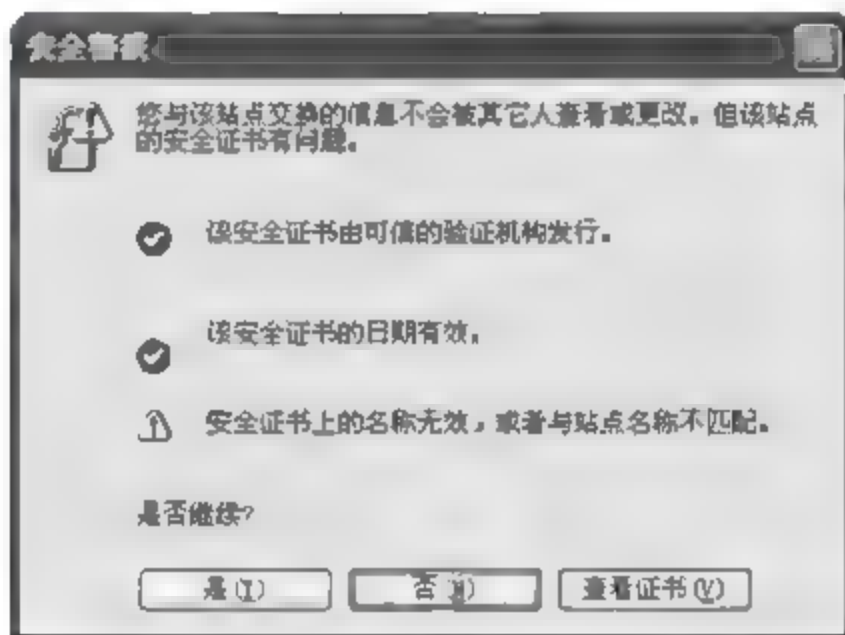 安全警报
您与该站点交换的信息不会被其它人查看或更改。但该站点
的安全证书有问题。
该安全证书由可信的验证机构发行。
该安全证书的日期有效。
安全证书上的名称无效，或者与站点名称不匹配。
是否继续?
是(Y) 否(N) 查看证书(V)